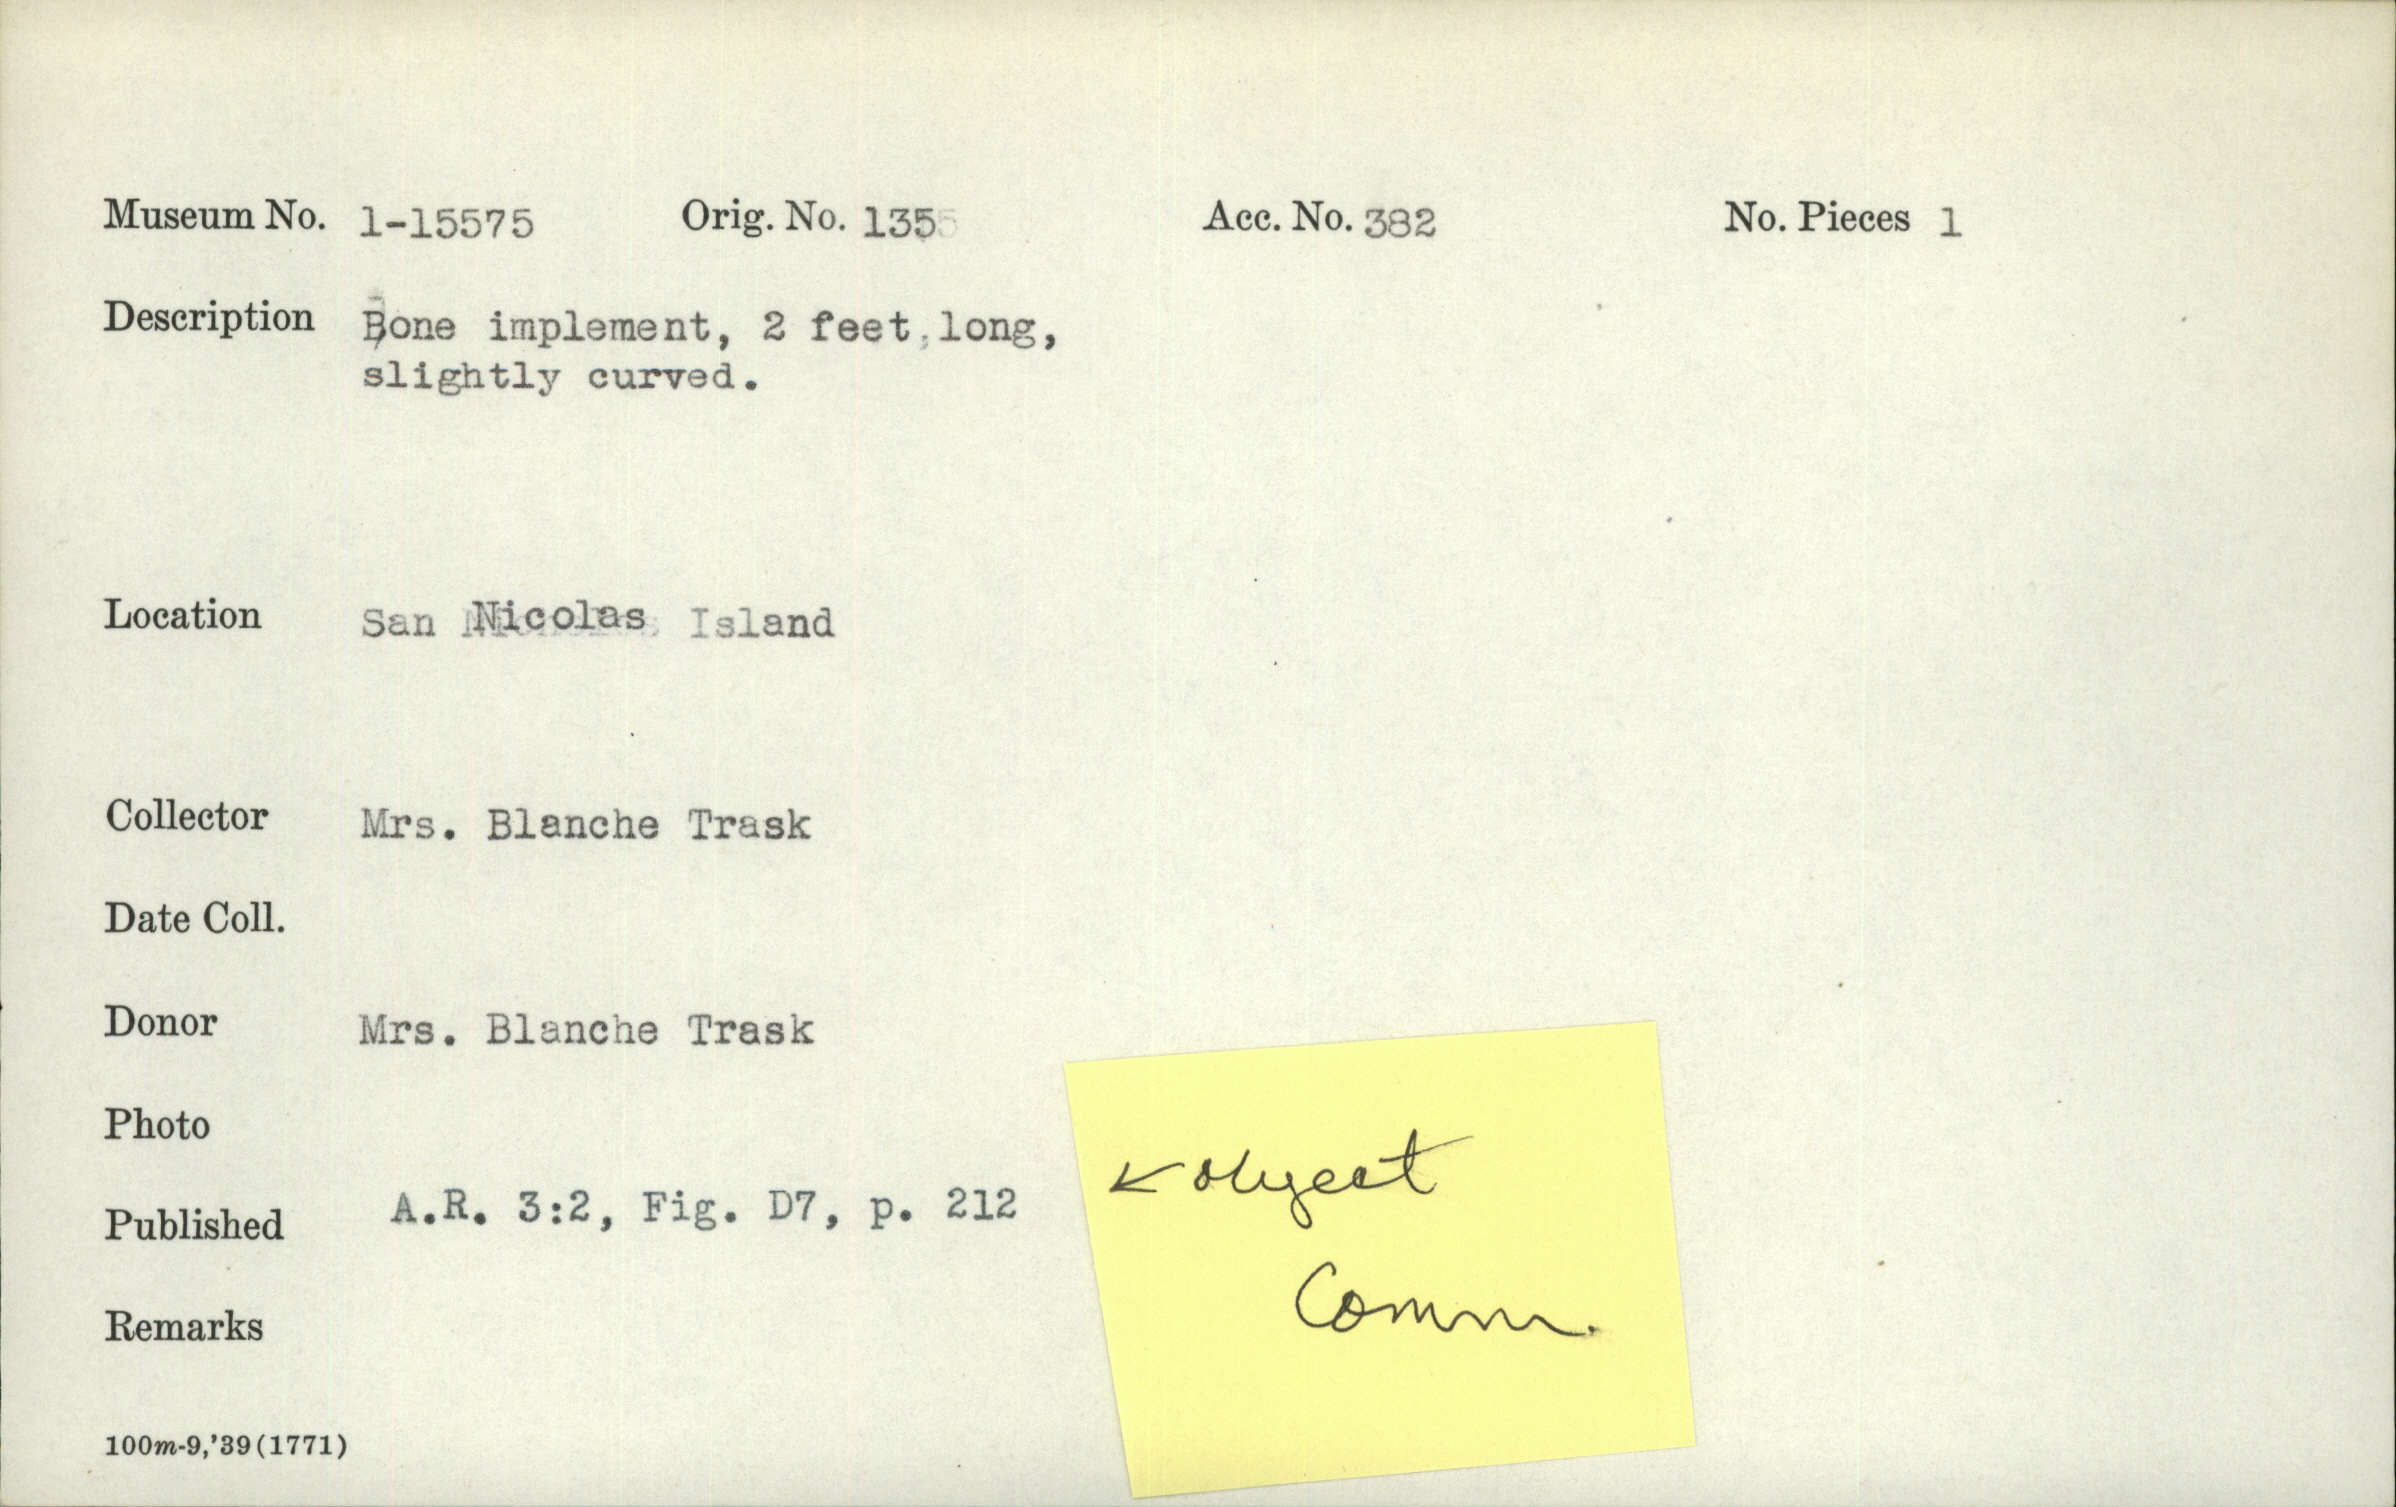 Museum No. 1-15575 Orig. No. 1355 Acc. No. 382 No. Pieces 1
Description Bone implement, 2 feet, long,
slightly curved.
Location San Nicolas Island
Collector Mrs. Blanche Trask
Date Coll.
Donor Mrs. Blanche Trask
Photo
Published A.R. 3:2, Fig. D7, p. 212
Remarks
100m-9,'39(1771)
← object
Comm.